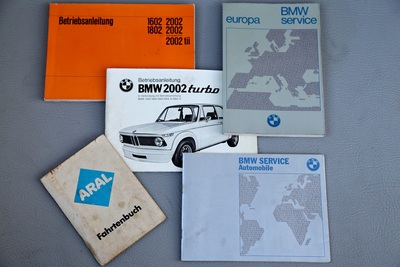 Betriebsanleitung
1602 2002
1802 2002
2002 tii
europa
BMW
service
Betriebsanleitung
BMW 2002 turbo
BMW SERVICE
Automobile
ARAL
Fahrtenbuch